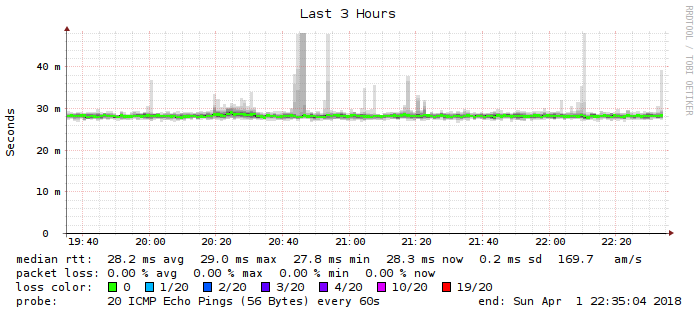 Last 3 Hours
RRDTOOL / TOBI OETIKER
Seconds
40 m
30 m
20 m
10 m
0
19:40 20:00 20:20 20:40 21:00 21:20 21:40 22:00 22:20
median rtt: 28.2 ms avg 29.0 ms max 27.8 ms min 28.3 ms now 0.2 ms sd 169.7 am/s
packet loss: 0.00 % avg 0.00 % max 0.00 % min 0.00 % now
loss color: 0 1/20 2/20 3/20 4/20 10/20 19/20
probe: 20 ICMP Echo Pings (56 Bytes) every 60s end: Sun Apr 1 22:35:04 2018